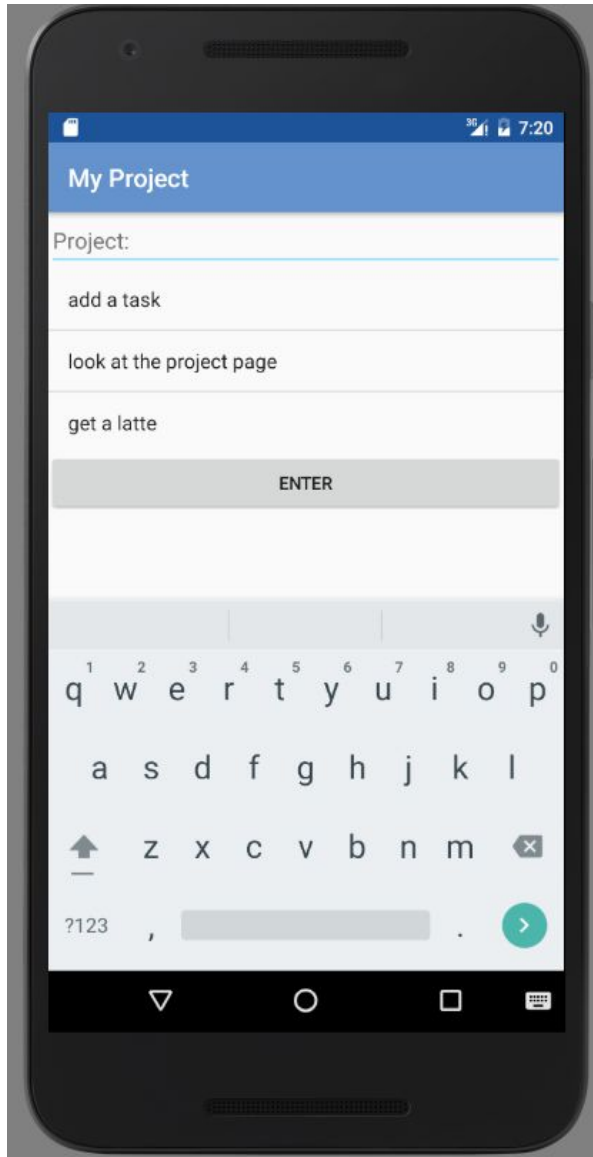 3G 7:20
My Project
Project:
add a task
look at the project page
get a latte
ENTER
1 2 3 4 5 6 7 8 9 0
q w e r t y u i o p
a s d f g h j k l
z x c v b n m
?123 , .